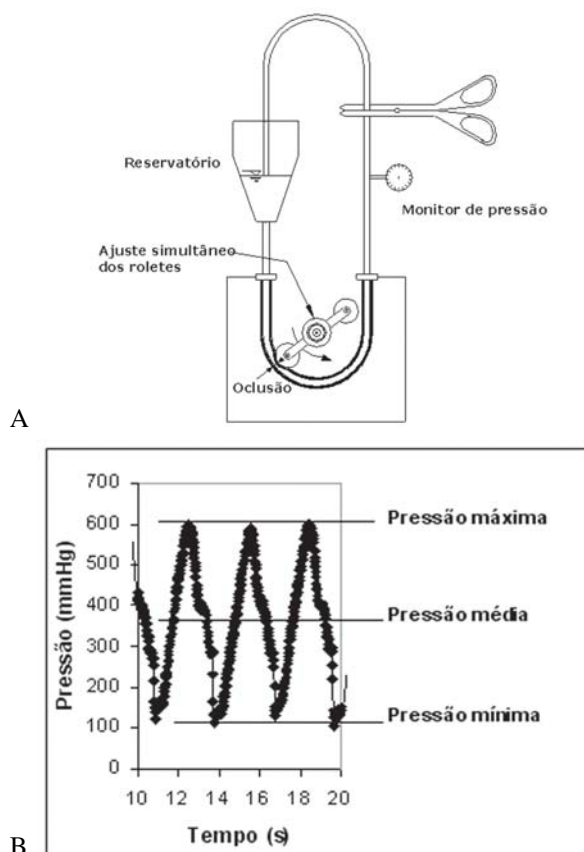 Reservatório
Monitor de pressão
Ajuste simultâneo
dos roletes
Oclusão
A
700
600
500
400
300
200
100
0
Pressão (mmHg)
Pressão máxima
Pressão média
Pressão mínima
10 12 14 16 18 20
Tempo (s)
B